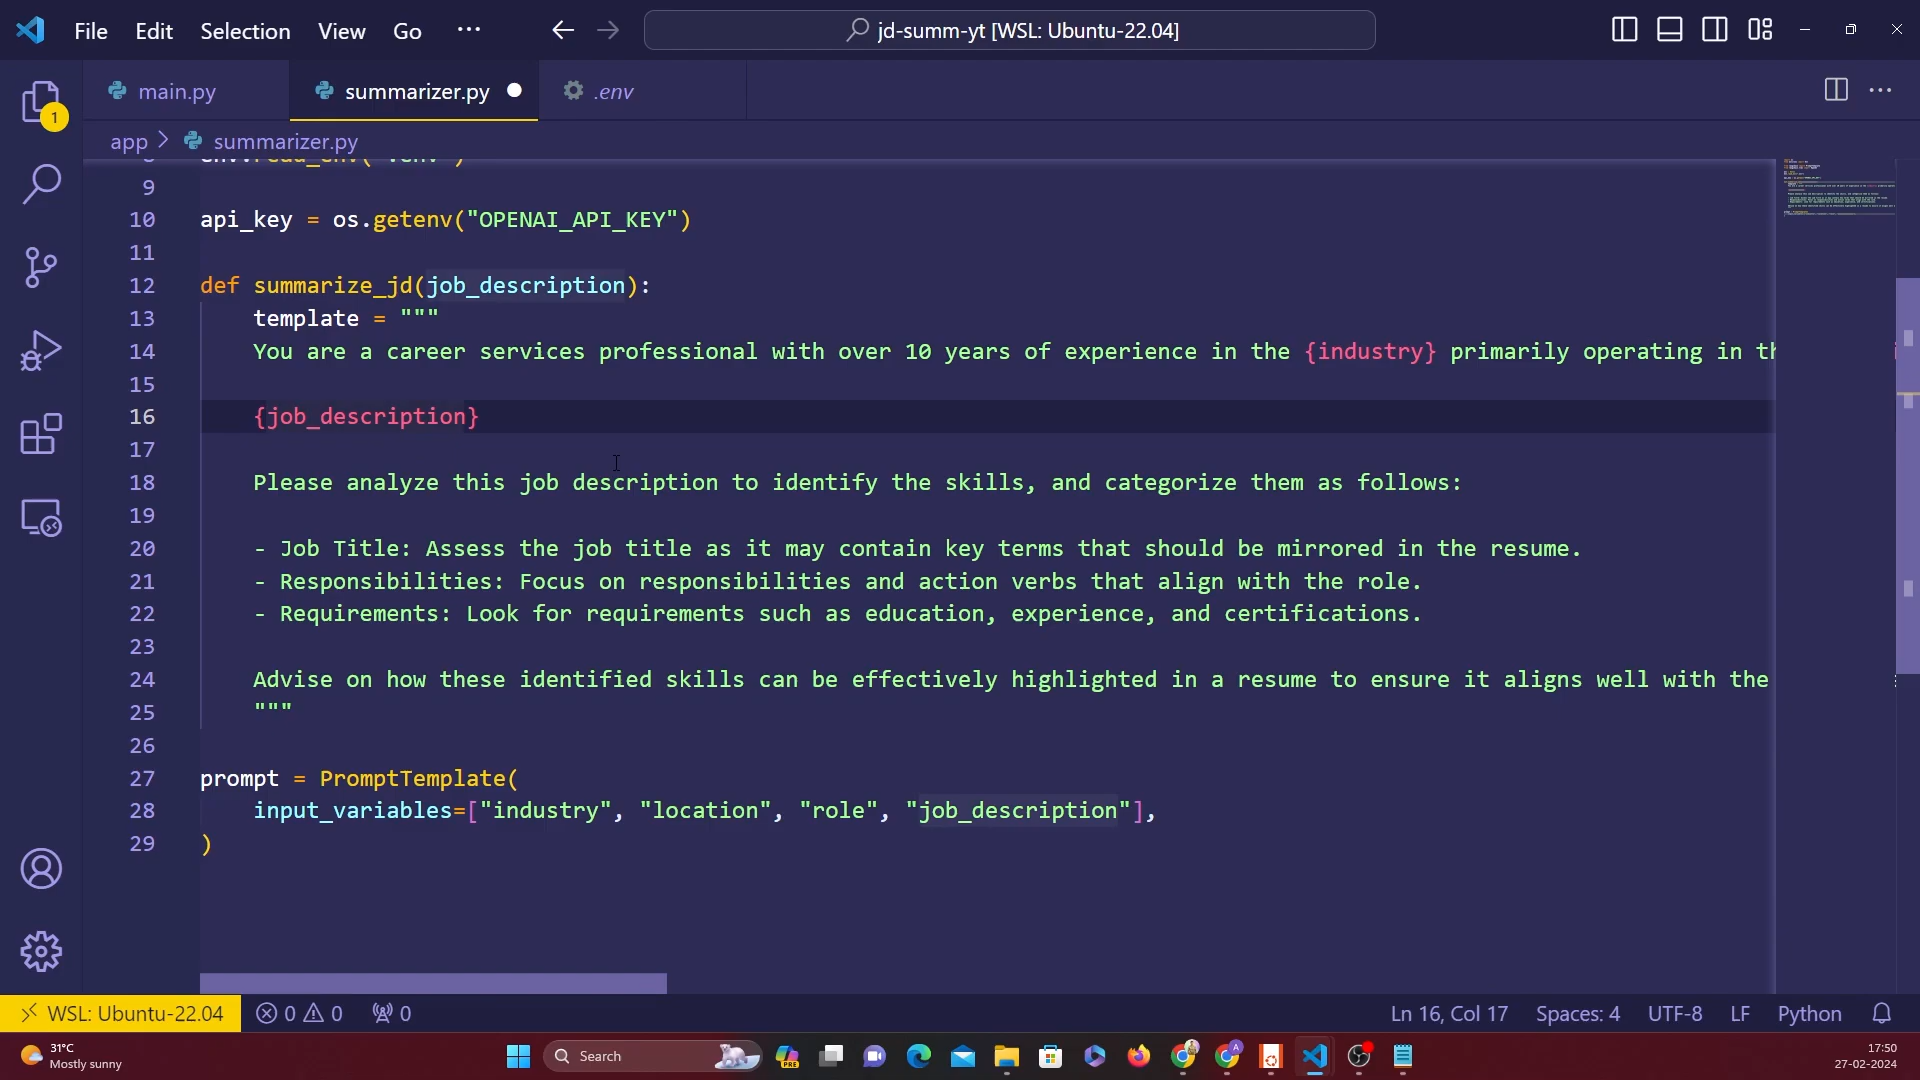 File Edit Selection View Go ··· jd-summ-yt [WSL: Ubuntu-22.04]
1
main.py summarizer.py .env
app > summarizer.py
9
10 api_key = os.getenv("OPENAI_API_KEY")
11
12 def summarize_jd(job_description):
13 template = """
14 You are a career services professional with over 10 years of experience in the {industry} primarily operating in th
15
16 {job_description}
17
18 Please analyze this job description to identify the skills, and categorize them as follows:
19
20 - Job Title: Assess the job title as it may contain key terms that should be mirrored in the resume.
21 - Responsibilities: Focus on responsibilities and action verbs that align with the role.
22 - Requirements: Look for requirements such as education, experience, and certifications.
23
24 Advise on how these identified skills can be effectively highlighted in a resume to ensure it aligns well with the
25 """
26
27 prompt = PromptTemplate(
28 input_variables=["industry", "location", "role", "job_description"],
29 )
WSL: Ubuntu-22.04 0 0 0 Ln 16, Col 17 Spaces: 4 UTF-8 LF Python
31°C
Mostly sunny
Search
PRE
A
17:50
27-02-2024